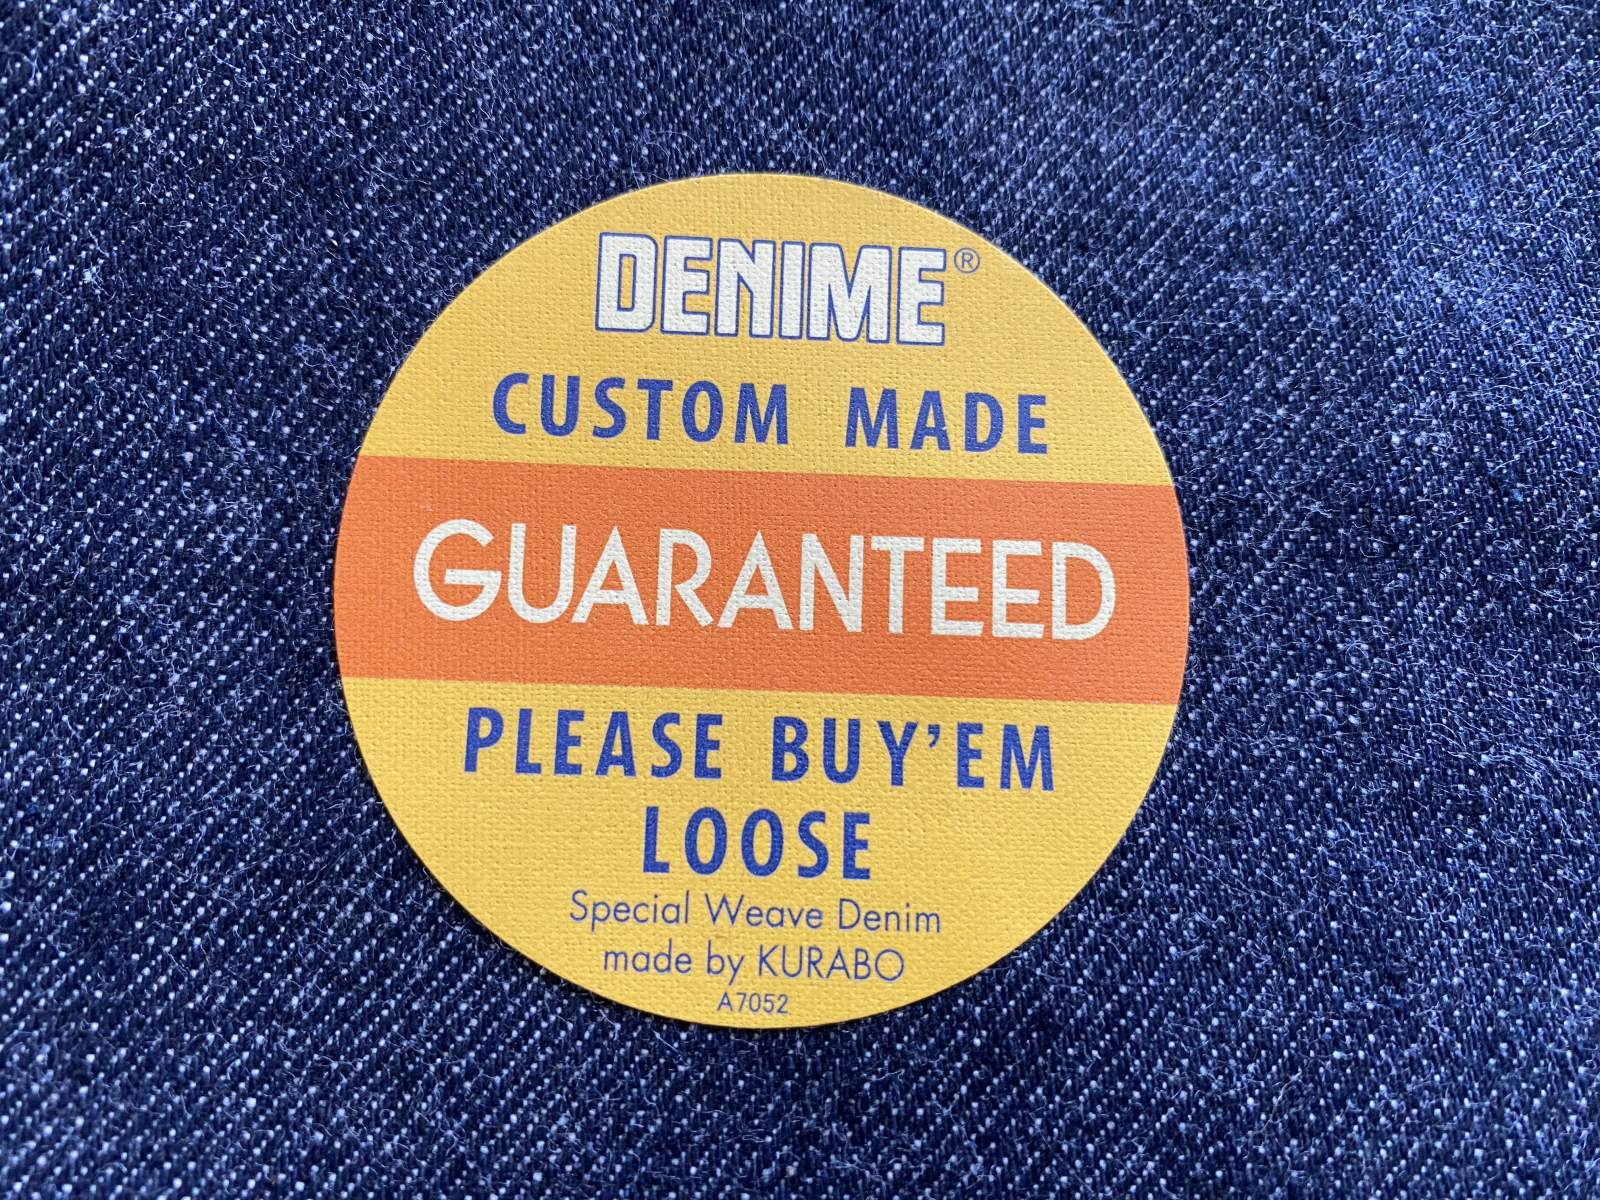 DENIME®
CUSTOM MADE
GUARANTEED
PLEASE BUY'EM
LOOSE
Special Weave Denim
made by KURABO
A7052